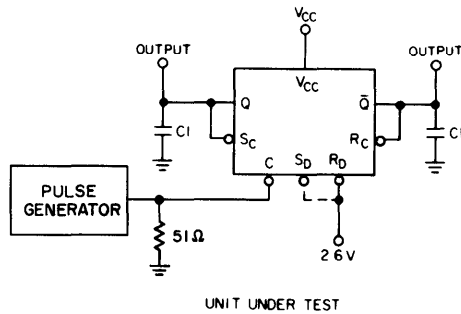 VCC
OUTPUT
OUTPUT
VCC
Q
Q̄
C1
SC
RC
C1
C
SD
RD
PULSE
GENERATOR
51Ω
2 6V
UNIT UNDER TEST